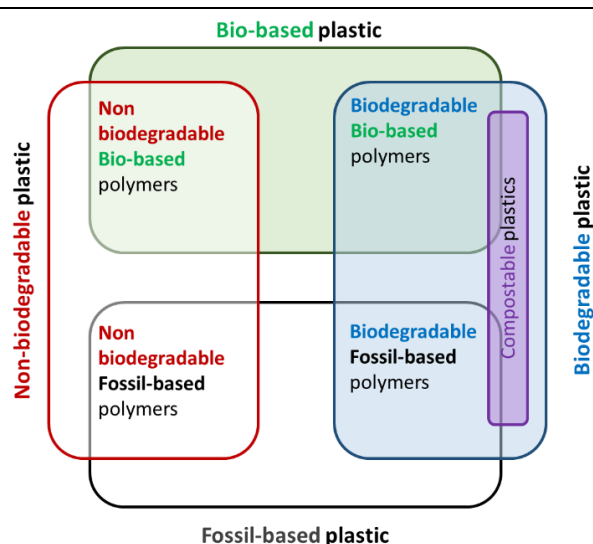 Bio-based plastic
Non
biodegradable
Bio-based
polymers
Biodegradable
Bio-based
polymers
Non-biodegradable plastic
Compostable plastics
Biodegradable plastic
Non
biodegradable
Fossil-based
polymers
Biodegradable
Fossil-based
polymers
Fossil-based plastic